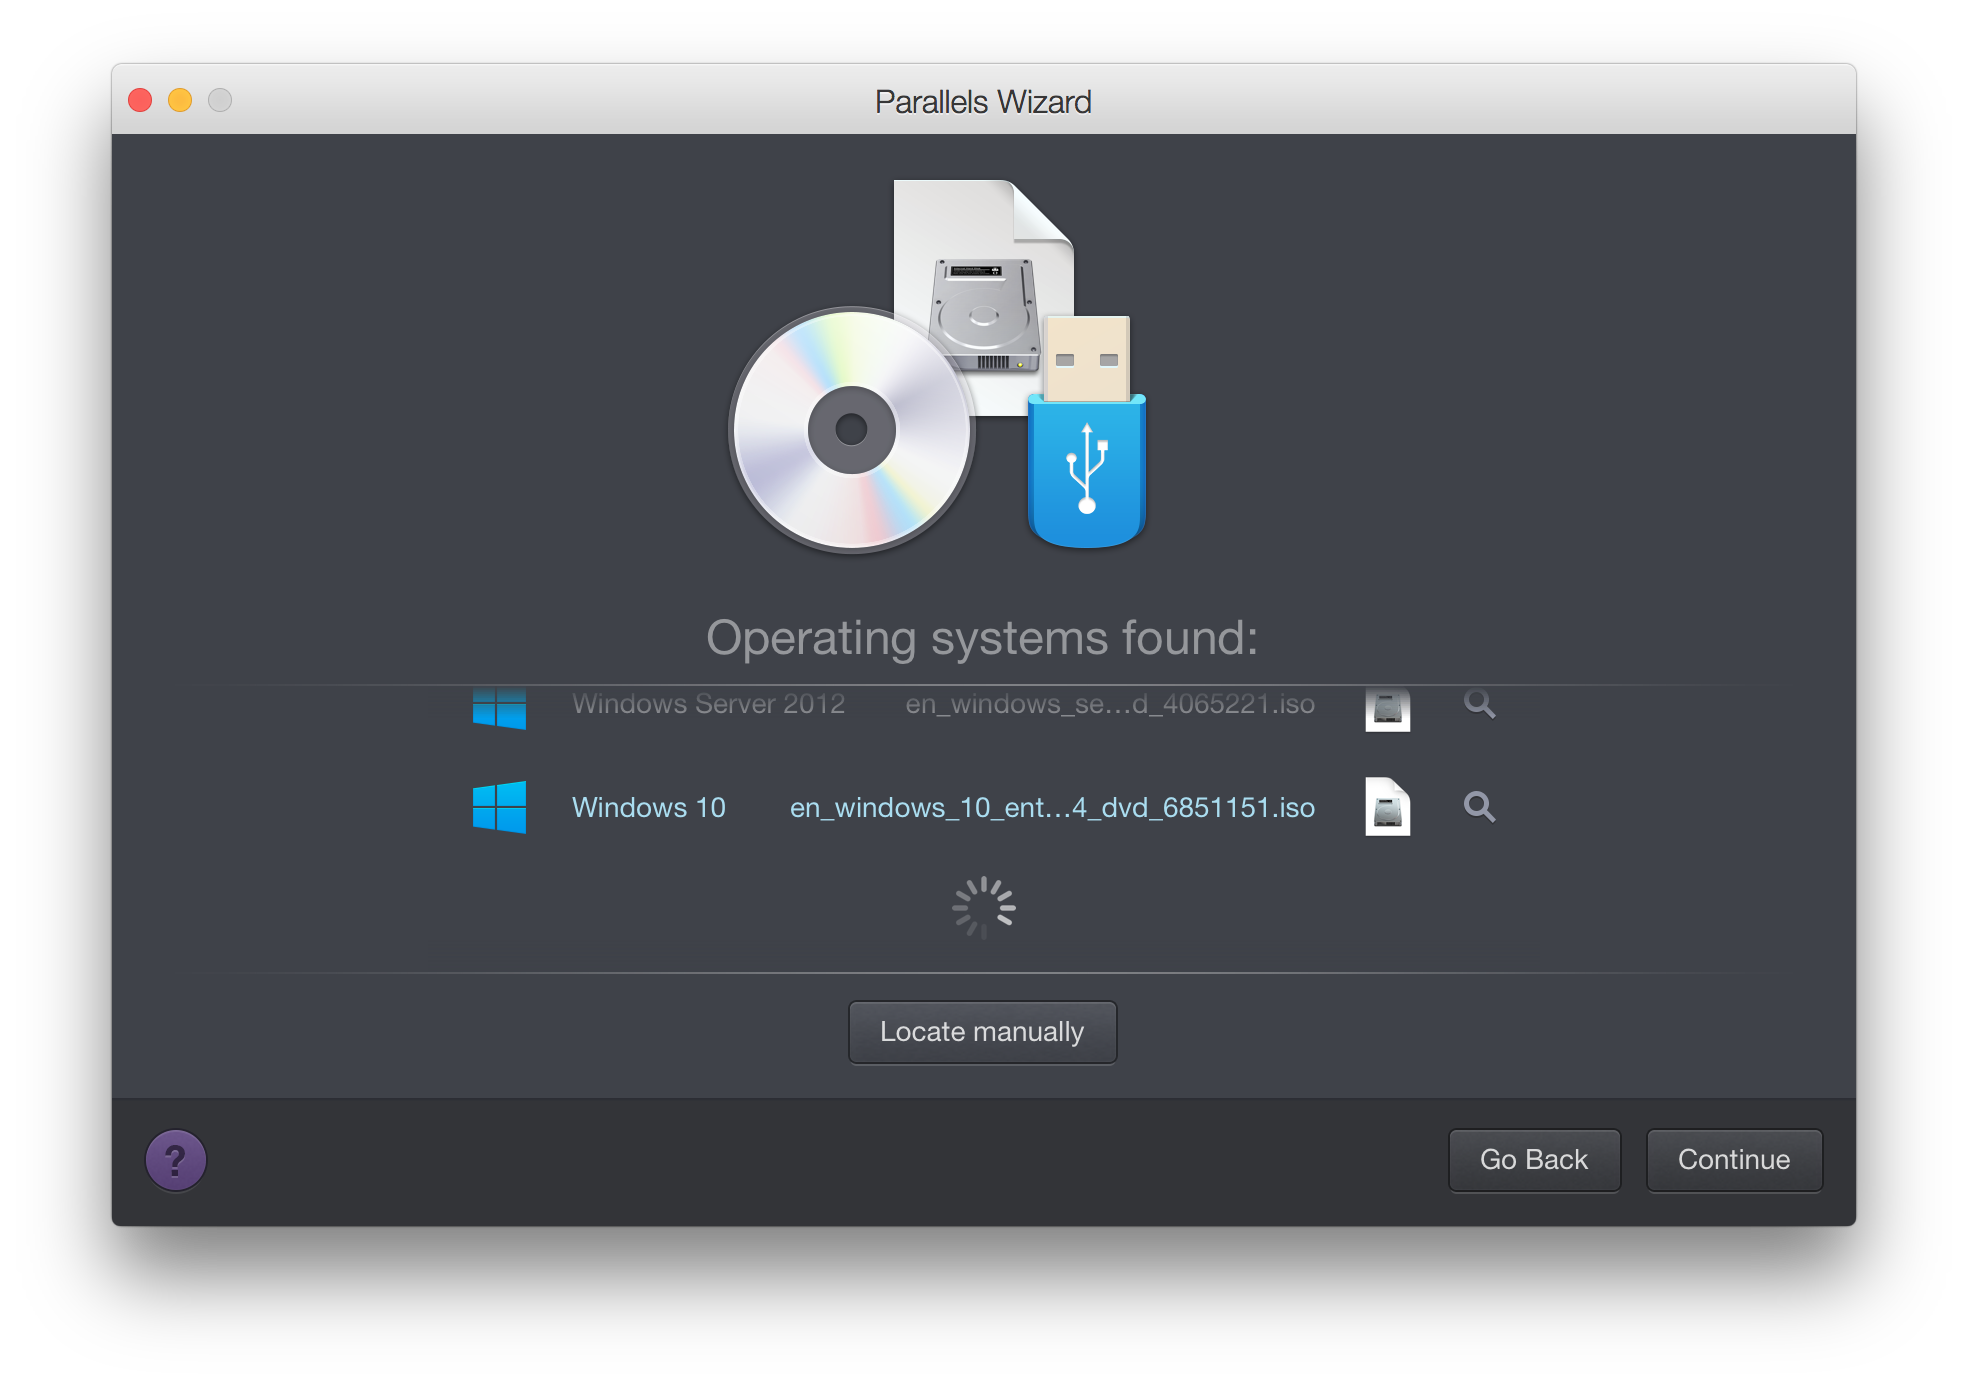 Parallels Wizard
Operating systems found:
Windows Server 2012 en_windows_se...d_4065221.iso
Windows 10 en_windows_10_ent...4_dvd_6851151.iso
Locate manually
? Go Back Continue